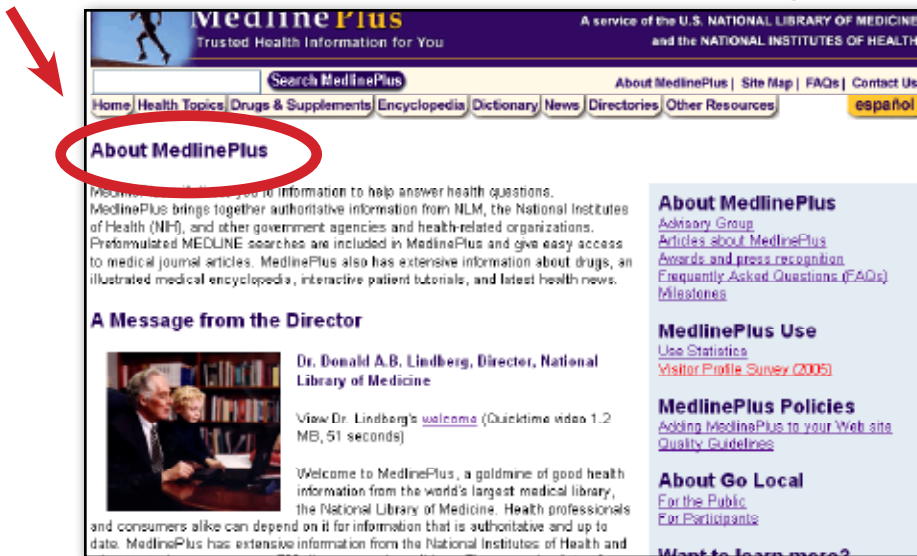 MedlinePlus
Trusted Health Information for You
A service of the U.S. NATIONAL LIBRARY OF MEDICINE
and the NATIONAL INSTITUTES OF HEALTH
Search MedlinePlus
About MedlinePlus | Site Map | FAQs | Contact Us
Home Health Topics Drugs & Supplements Encyclopedia Dictionary News Directories Other Resources español
About MedlinePlus
to information to help answer health questions.
MedlinePlus brings together authoritative information from NLM, the National Institutes
of Health (NIH), and other government agencies and health-related organizations.
Preformulated MEDLINE searches are included in MedlinePlus and give easy access
to medical journal articles. MedlinePlus also has extensive information about drugs, an
illustrated medical encyclopedia, interactive patient tutorials, and latest health news.
A Message from the Director
Dr. Donald A.B. Lindberg, Director, National
Library of Medicine
View Dr. Lindberg's welcome (Quicktime video 1.2
MB, 51 seconds)
Welcome to MedlinePlus, a goldmine of good health
information from the world's largest medical library,
the National Library of Medicine. Health professionals
and consumers alike can depend on it for information that is authoritative and up to
date. MedlinePlus has extensive information from the National Institutes of Health and
About MedlinePlus
Advisory Group
Articles about MedlinePlus
Awards and press recognition
Frequently Asked Questions (FAQs)
Milestones
MedlinePlus Use
Use Statistics
Visitor Profile Survey (2005)
MedlinePlus Policies
Adding MedlinePlus to your Web site
Quality Guidelines
About Go Local
For the Public
For Participants
Want to learn more?